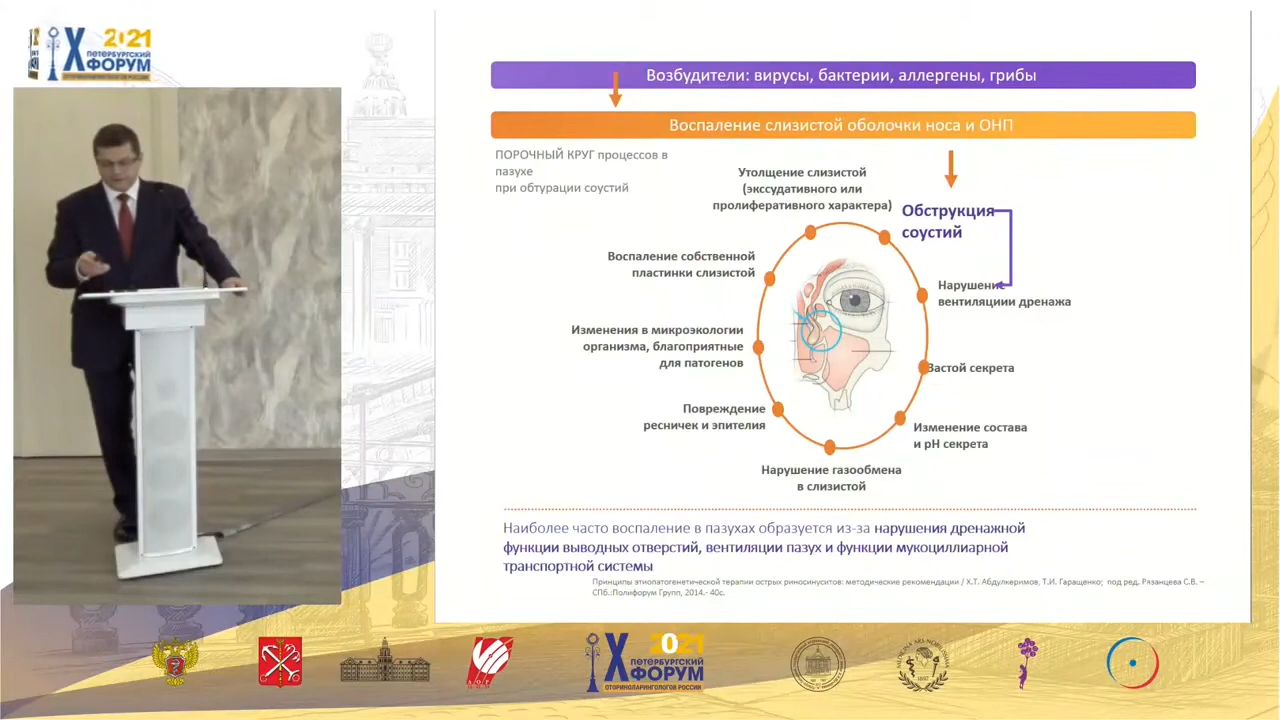 X
2021
ПЕТЕРБУРГСКИЙ
ФОРУМ
ОТОРИНОЛАРИНГОЛОГОВ РОССИИ
Возбудители: вирусы, бактерии, аллергены, грибы
Воспаление слизистой оболочки носа и ОНП
ПОРОЧНЫЙ КРУГ процессов в
пазухе
при обтурации соустий
Утолщение слизистой
(экссудативного или
пролиферативного характера)
Обструкция
соустий
Воспаление собственной
пластинки слизистой
Нарушение
вентиляциии дренажа
Изменения в микроэкологии
организма, благоприятные
для патогенов
Застой секрета
Повреждение
ресничек и эпителия
Изменение состава
и pH секрета
Нарушение газообмена
в слизистой
Наиболее часто воспаление в пазухах образуется из-за нарушения дренажной
функции выводных отверстий, вентиляции пазух и функции мукоциллиарной
транспортной системы
Принципы этиопатогенетической терапии острых риносинуситов: методические рекомендации / Х.Т. Абдулкеримов, Т.И. Гаращенко; под ред. Рязанцева С.В. –
СПб.:Полифорум Групп, 2014.- 40с.
X
2021
ПЕТЕРБУРГСКИЙ
ФОРУМ
ОТОРИНОЛАРИНГОЛОГОВ РОССИИ